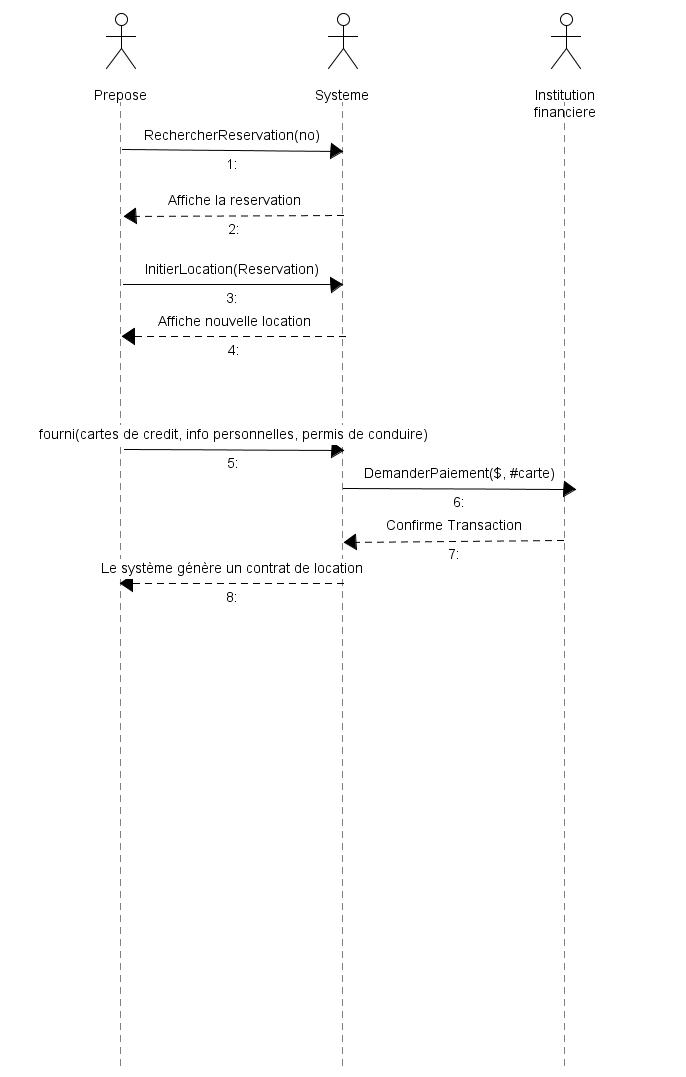 Prepose
Systeme
Institution
financiere
RechercherReservation(no)
1:
Affiche la reservation
2:
InitierLocation(Reservation)
3:
Affiche nouvelle location
4:
fourni(cartes de credit, info personnelles, permis de conduire)
5:
DemanderPaiement($, #carte)
6:
Confirme Transaction
7:
Le système génère un contrat de location
8: